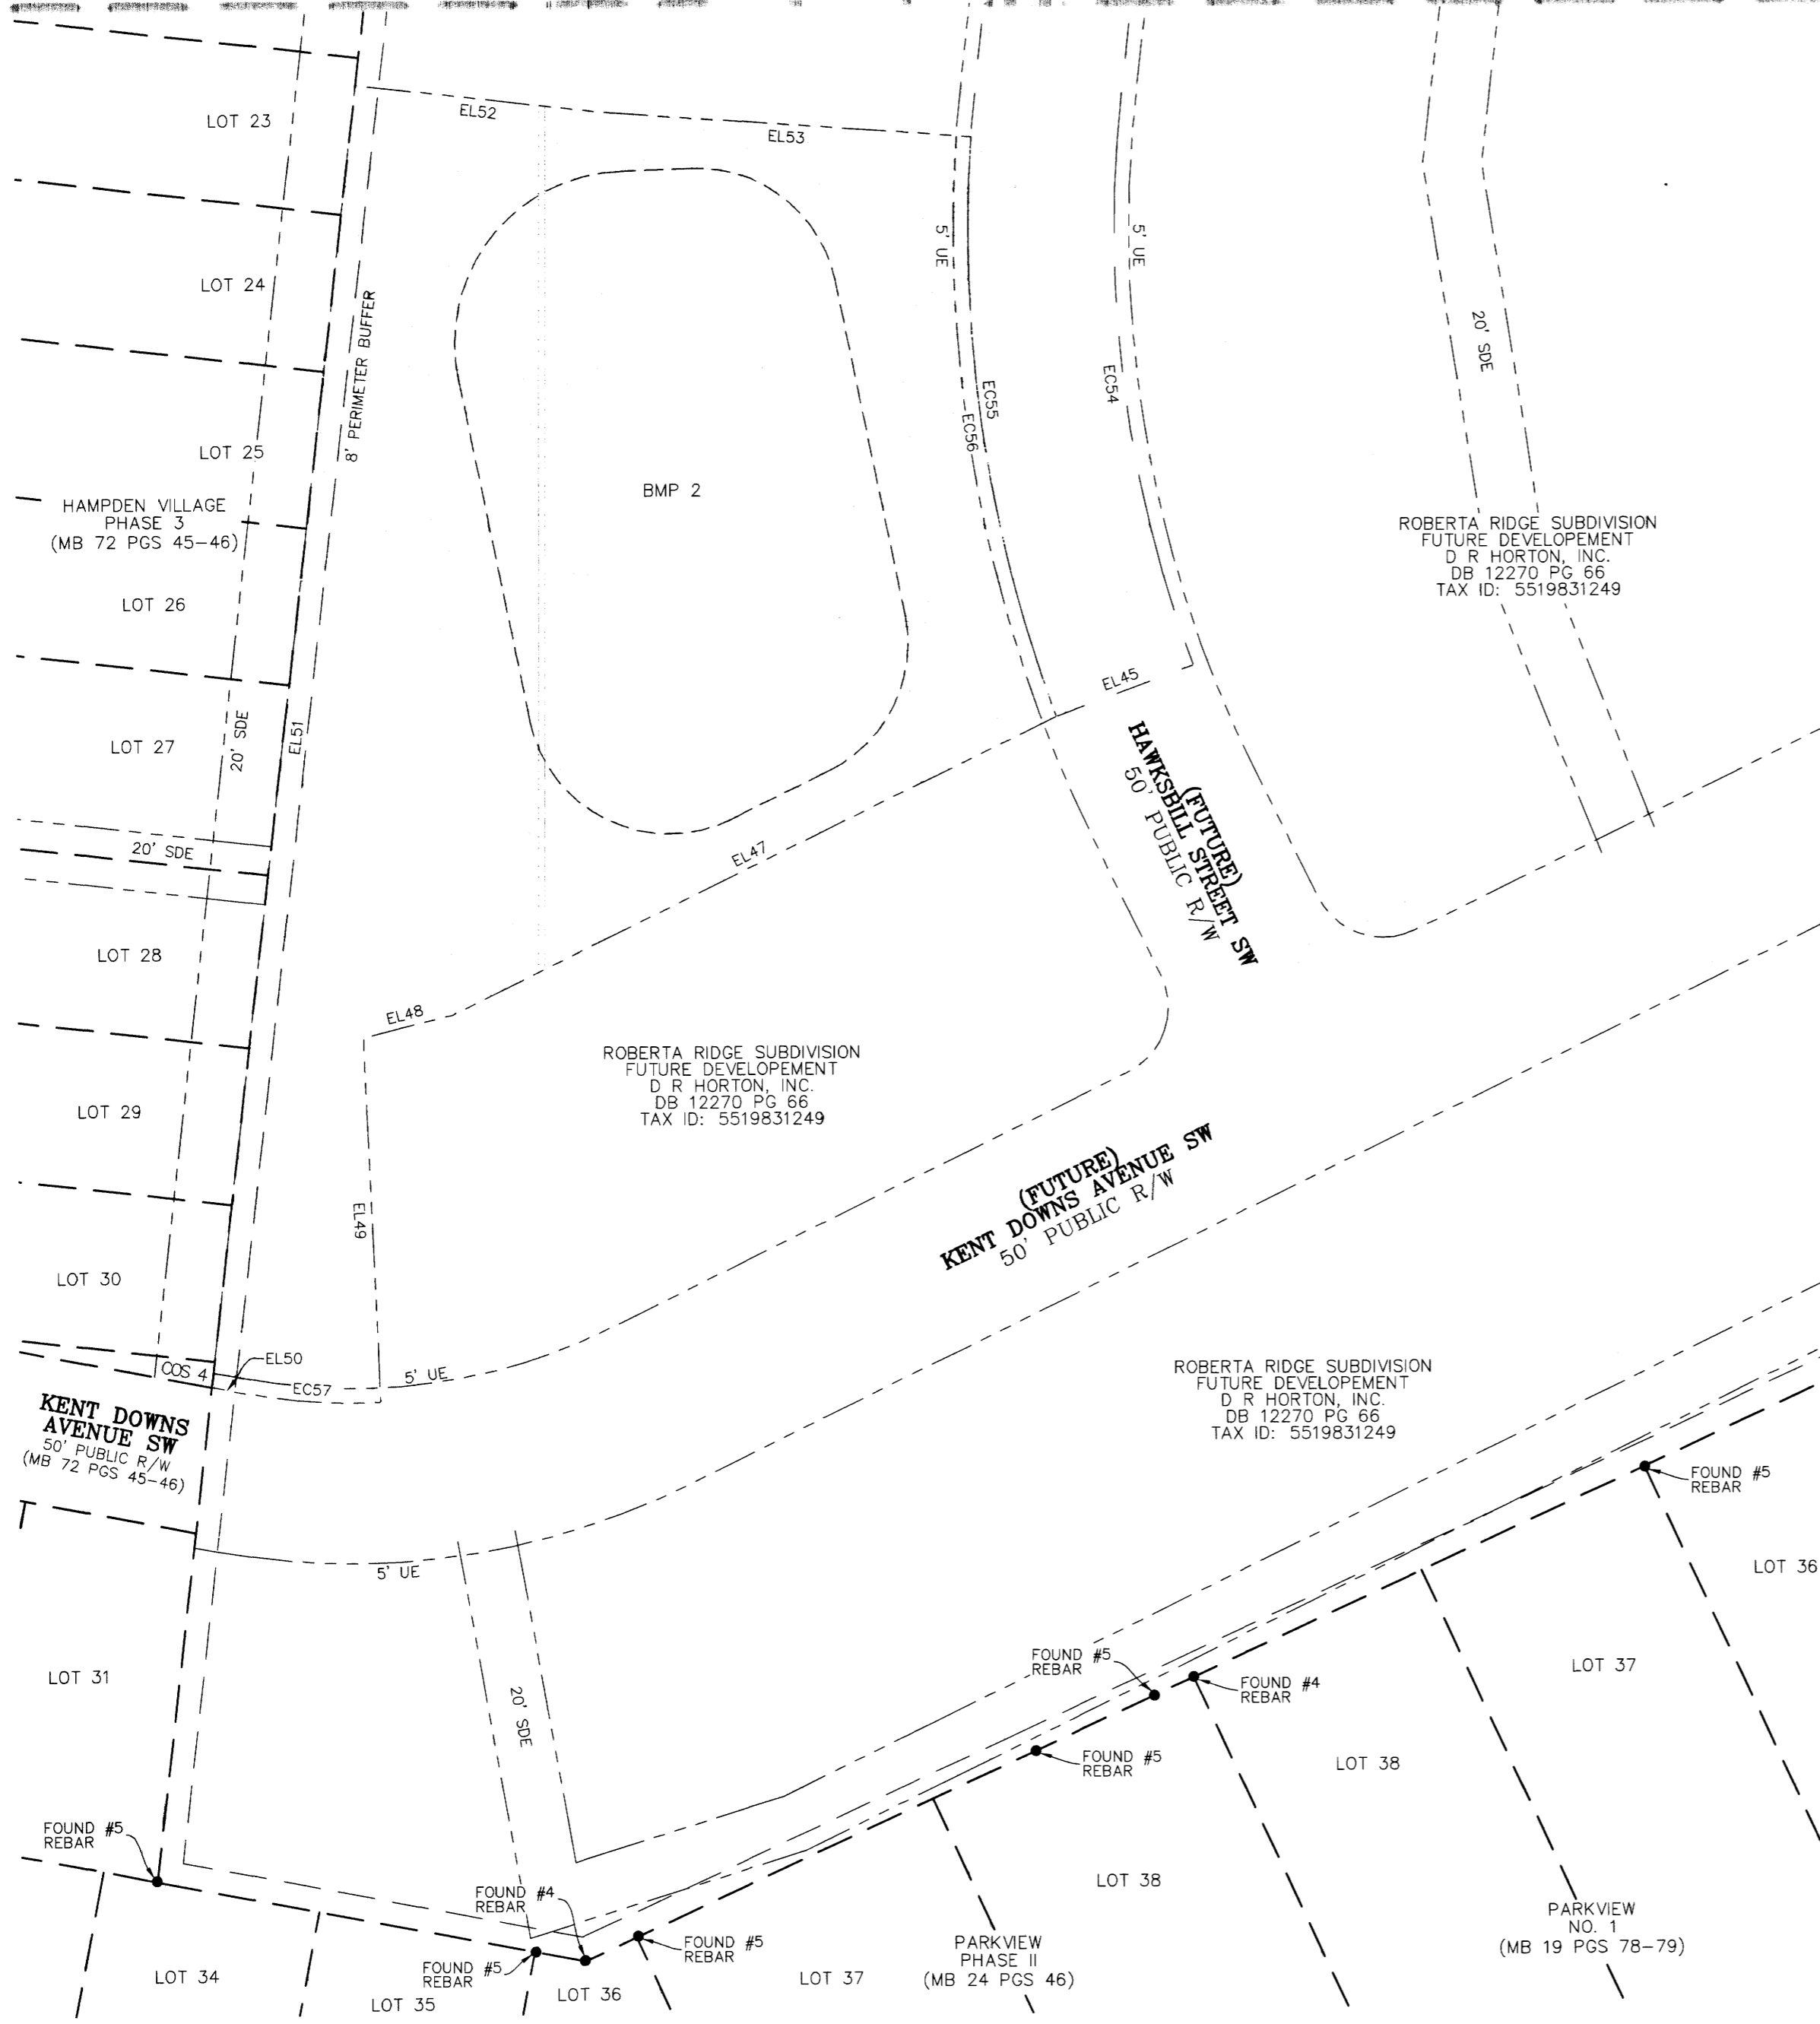 LOT 23
EL52
EL53
5' UE
5' UE
LOT 24
8' PERIMETER BUFFER
20' SDE
EC54
EC55
EC56
LOT 25
BMP 2
HAMPDEN VILLAGE
PHASE 3
(MB 72 PGS 45-46)
ROBERTA RIDGE SUBDIVISION
FUTURE DEVELOPEMENT
D R HORTON, INC.
DB 12270 PG 66
TAX ID: 5519831249
LOT 26
EL45
LOT 27
20' SDE
EL51
(FUTURE)
HAWKSBILL STREET SW
50' PUBLIC R/W
20' SDE
EL47
LOT 28
EL48
ROBERTA RIDGE SUBDIVISION
FUTURE DEVELOPEMENT
D R HORTON, INC.
DB 12270 PG 66
TAX ID: 5519831249
LOT 29
(FUTURE)
KENT DOWNS AVENUE SW
50' PUBLIC R/W
EL49
LOT 30
COS 4
EL50
EC57
5' UE
KENT DOWNS
AVENUE SW
50' PUBLIC R/W
(MB 72 PGS 45-46)
ROBERTA RIDGE SUBDIVISION
FUTURE DEVELOPEMENT
D R HORTON, INC.
DB 12270 PG 66
TAX ID: 5519831249
FOUND #5
REBAR
5' UE
LOT 36
LOT 31
FOUND #5
REBAR
LOT 37
FOUND #4
REBAR
20' SDE
FOUND #5
REBAR
LOT 38
FOUND #5
REBAR
LOT 38
FOUND #4
REBAR
PARKVIEW
NO. 1
(MB 19 PGS 78-79)
FOUND #5
REBAR
PARKVIEW
PHASE II
(MB 24 PGS 46)
FOUND #5
REBAR
LOT 34
LOT 35
LOT 36
LOT 37